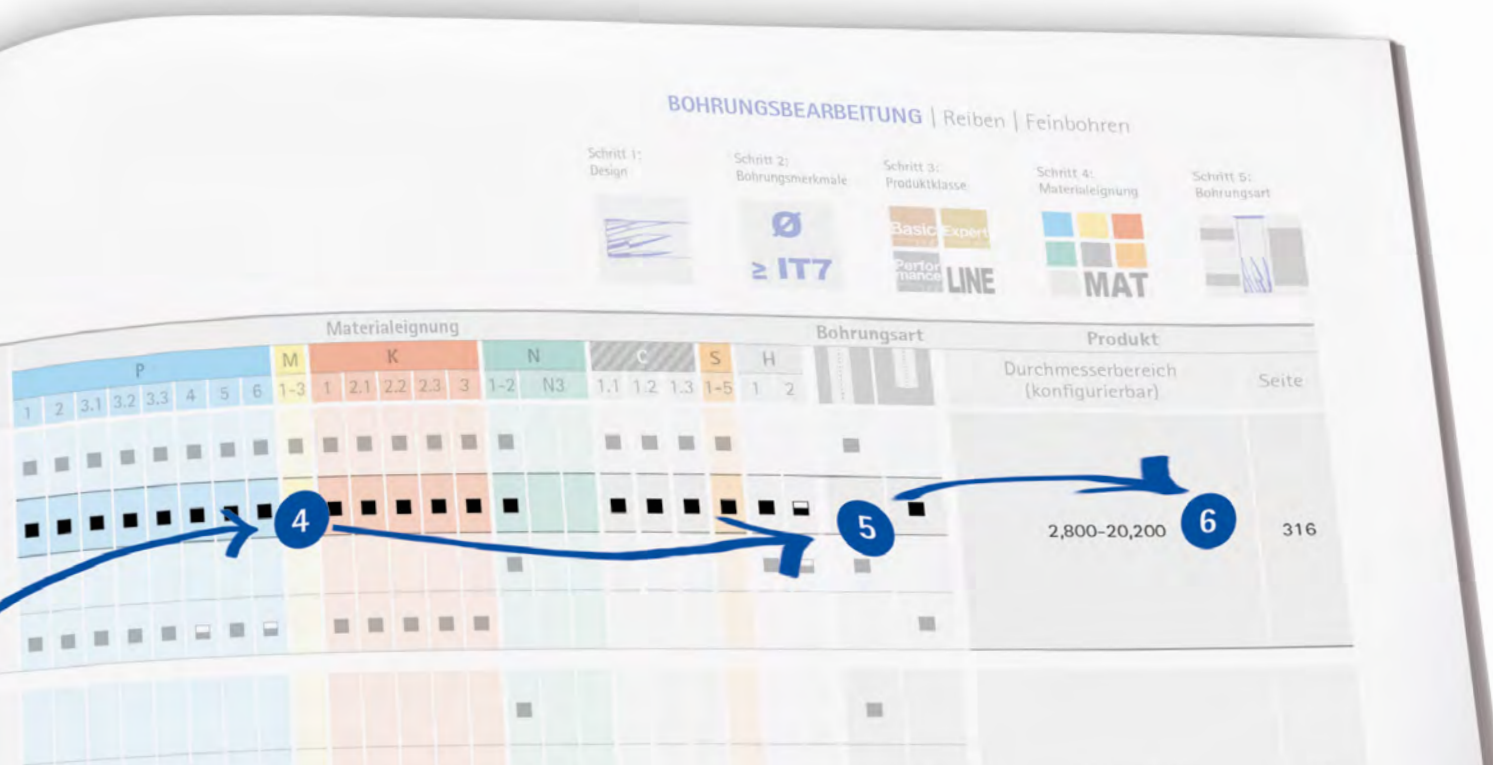 BOHRUNGSBEARBEITUNG | Reiben | Feinbohren
Schritt 1:
Design
Schritt 2:
Bohrungsmerkmale
Schritt 3:
Produktklasse
Schritt 4:
Materialeignung
Schritt 5:
Bohrungsart
Ø
≥ IT7
Basic Expert
Performance LINE
MAT
Materialeignung Bohrungsart Produkt
P M K N C S H Durchmesserbereich (konfigurierbar) Seite
1 2 3.1 3.2 3.3 4 5 6 1-3 1 2.1 2.2 2.3 3 1-2 N3 1.1 1.2 1.3 1-5 1 2
4 5 2,800-20,200 6 316